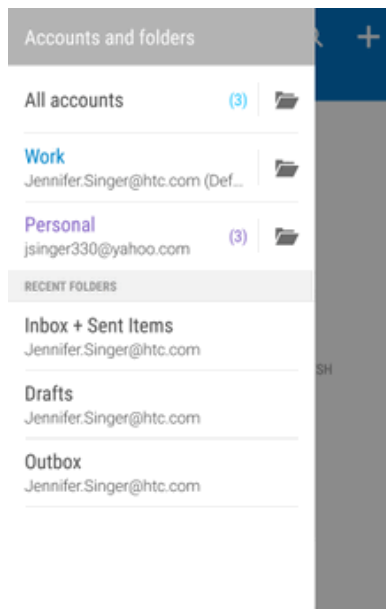 Accounts and folders
All accounts (3)
Work
Jennifer.Singer@htc.com (Def...
Personal
jsinger330@yahoo.com (3)
RECENT FOLDERS
Inbox + Sent Items
Jennifer.Singer@htc.com
SH
Drafts
Jennifer.Singer@htc.com
Outbox
Jennifer.Singer@htc.com